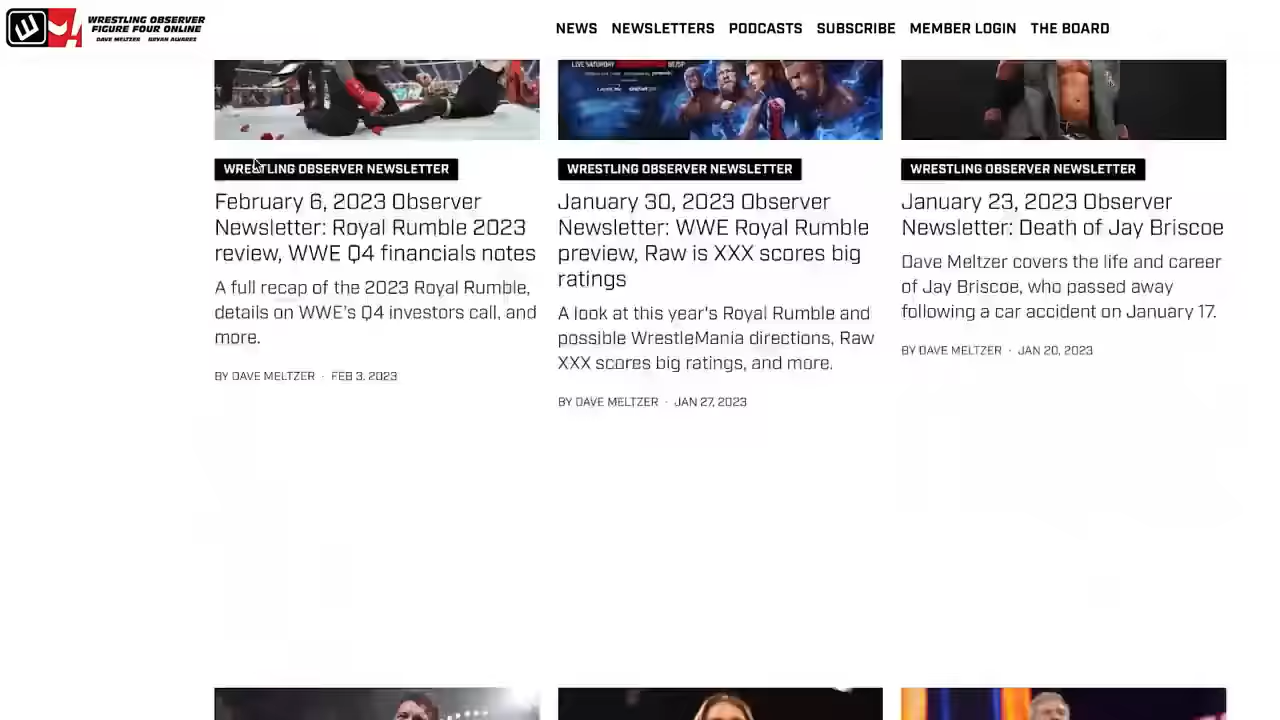 WRESTLING OBSERVER
FIGURE FOUR ONLINE
DAVE MELTZER BRYAN ALVAREZ
NEWS NEWSLETTERS PODCASTS SUBSCRIBE MEMBER LOGIN THE BOARD
LIVE SATURDAY
WRESTLING OBSERVER NEWSLETTER
February 6, 2023 Observer
Newsletter: Royal Rumble 2023
review, WWE Q4 financials notes
A full recap of the 2023 Royal Rumble,
details on WWE's Q4 investors call, and
more.
BY DAVE MELTZER · FEB 3, 2023
WRESTLING OBSERVER NEWSLETTER
January 30, 2023 Observer
Newsletter: WWE Royal Rumble
preview, Raw is XXX scores big
ratings
A look at this year's Royal Rumble and
possible WrestleMania directions, Raw
XXX scores big ratings, and more.
BY DAVE MELTZER · JAN 27, 2023
WRESTLING OBSERVER NEWSLETTER
January 23, 2023 Observer
Newsletter: Death of Jay Briscoe
Dave Meltzer covers the life and career
of Jay Briscoe, who passed away
following a car accident on January 17.
BY DAVE MELTZER · JAN 20, 2023